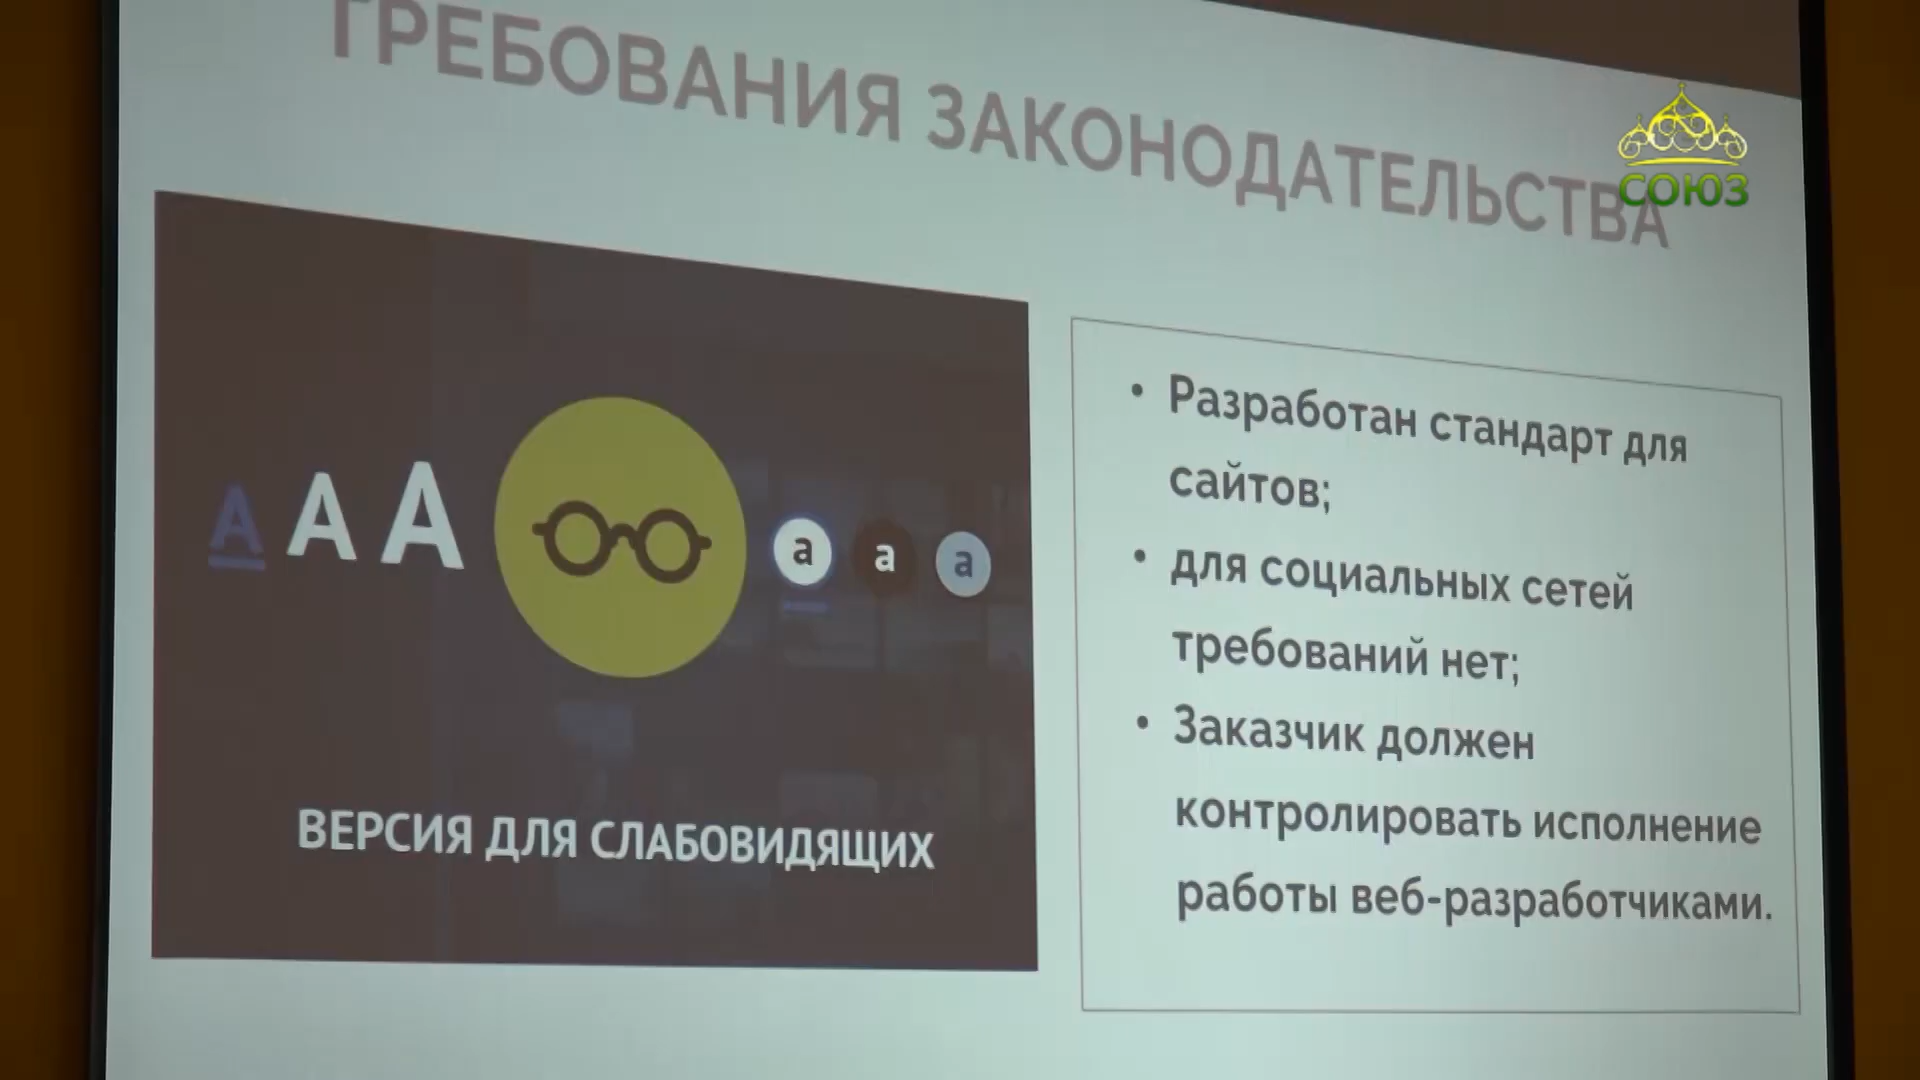 ТРЕБОВАНИЯ ЗАКОНОДАТЕЛЬСТВА
СОЮЗ
А А А
а а а
ВЕРСИЯ ДЛЯ СЛАБОВИДЯЩИХ
• Разработан стандарт для
сайтов;
• для социальных сетей
требований нет;
• Заказчик должен
контролировать исполнение
работы веб-разработчиками.